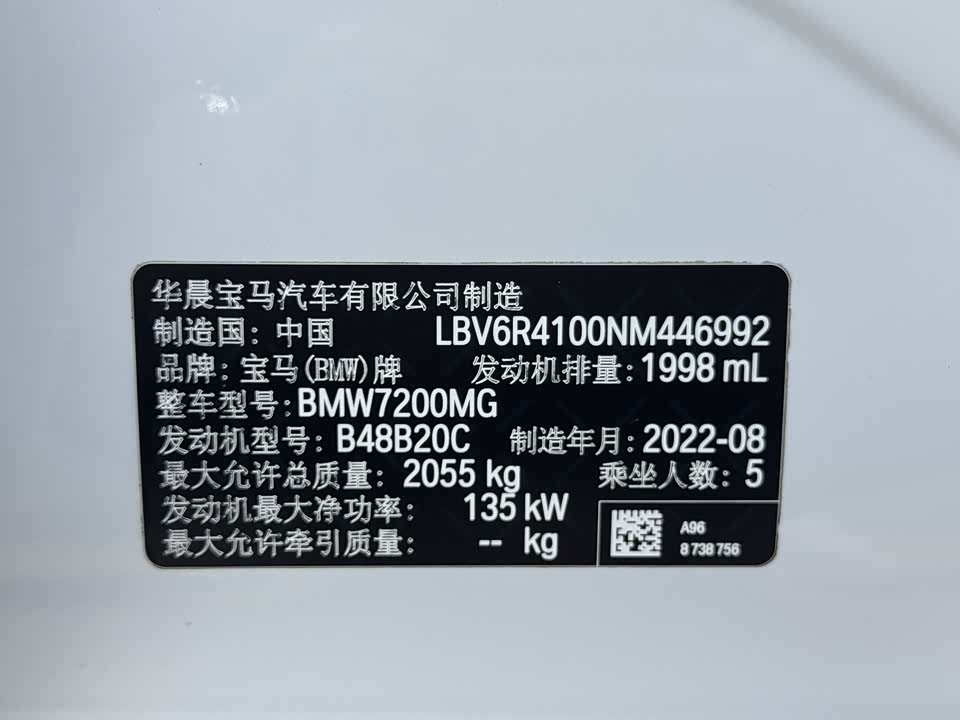 华晨宝马汽车有限公司制造
制造国：中国 LBV6R4100NM446992
品牌：宝马(BMW)牌 发动机排量：1998 mL
整车型号：BMW7200MG
发动机型号：B48B20C 制造年月：2022-08
最大允许总质量：2055 kg 乘坐人数：5
发动机最大净功率：135 kW
最大允许牵引质量：-- kg
A96
8 738 756